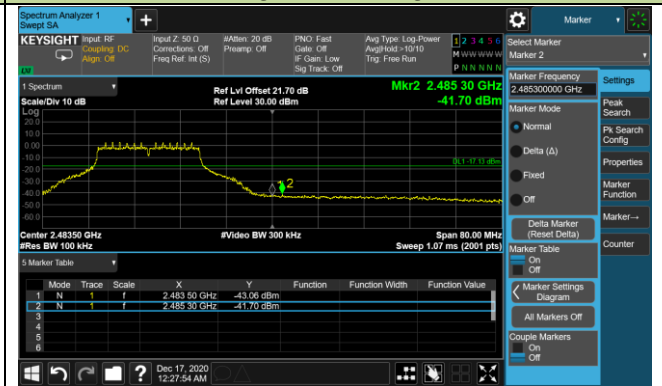 Spectrum Analyzer 1
Swept SA
Marker
KEYSIGHT
Input: RF
Coupling: DC
Align: Off
Input Z: 50 Ω
Corrections: Off
Freq Ref: Int (S)
#Atten: 20 dB
Preamp: Off
PNO: Fast
Gate: Off
IF Gain: Low
Sig Track: Off
Avg Type: Log-Power
Avg|Hold >10/10
Trig: Free Run
1 2 3 4 5 6
M W W W W W
P N N N N N
Select Marker
Marker 2
1 Spectrum
Scale/Div 10 dB
Log
Ref Lvl Offset 21.70 dB
Ref Level 30.00 dBm
Mkr2 2.485 30 GHz
-41.70 dBm
20.0
10.0
0.00
-10.0
-20.0
-30.0
-40.0
-50.0
-60.0
DL1 -17.13 dBm
2
Center 2.48350 GHz
#Res BW 100 kHz
#Video BW 300 kHz
Span 80.00 MHz
Sweep 1.07 ms (2001 pts)
5 Marker Table
Mode Trace Scale X Y Function Function Width Function Value
1 N 1 f 2.483 50 GHz -43.06 dBm
2 N 1 f 2.485 30 GHz -41.70 dBm
3
4
5
6
Marker Frequency
2.485300000 GHz
Marker Mode
Normal
Delta (Δ)
Fixed
Off
Delta Marker
(Reset Delta)
Marker Table
On
Off
Marker Settings
Diagram
All Markers Off
Couple Markers
On
Off
Settings
Peak
Search
Pk Search
Config
Properties
Marker
Function
Marker→
Counter
?
Dec 17, 2020
12:27:54 AM